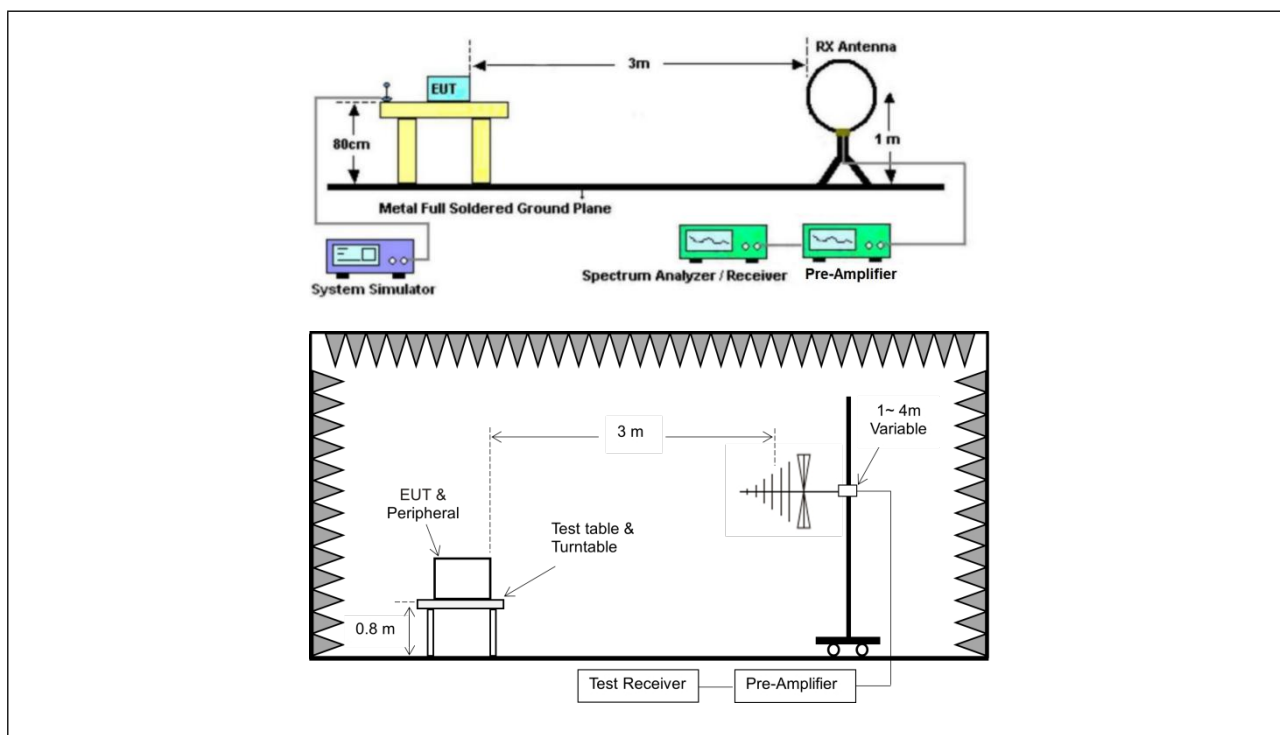 RX Antenna
3m
EUT
80cm
1 m
Metal Full Soldered Ground Plane
Spectrum Analyzer / Receiver
Pre-Amplifier
System Simulator
1~ 4m
Variable
3 m
EUT &
Peripheral
Test table &
Turntable
0.8 m
Test Receiver
Pre-Amplifier